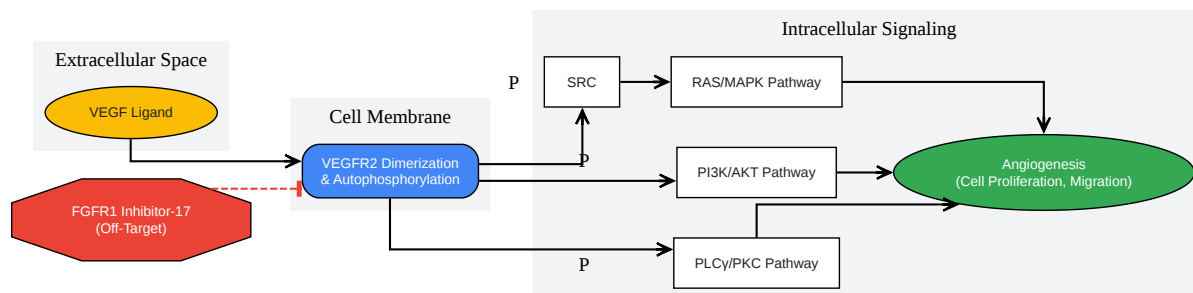 Extracellular Space
VEGF Ligand
FGFR1 Inhibitor-17
(Off-Target)
Cell Membrane
VEGFR2 Dimerization
& Autophosphorylation
Intracellular Signaling
P
SRC
RAS/MAPK Pathway
P
PI3K/AKT Pathway
P
PLCγ/PKC Pathway
Angiogenesis
(Cell Proliferation, Migration)